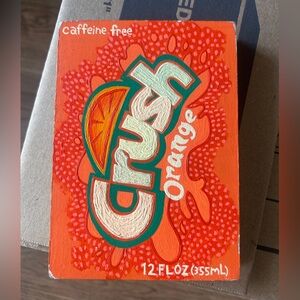 caffeine free
Crush
Orange
12 FL OZ (355mL)